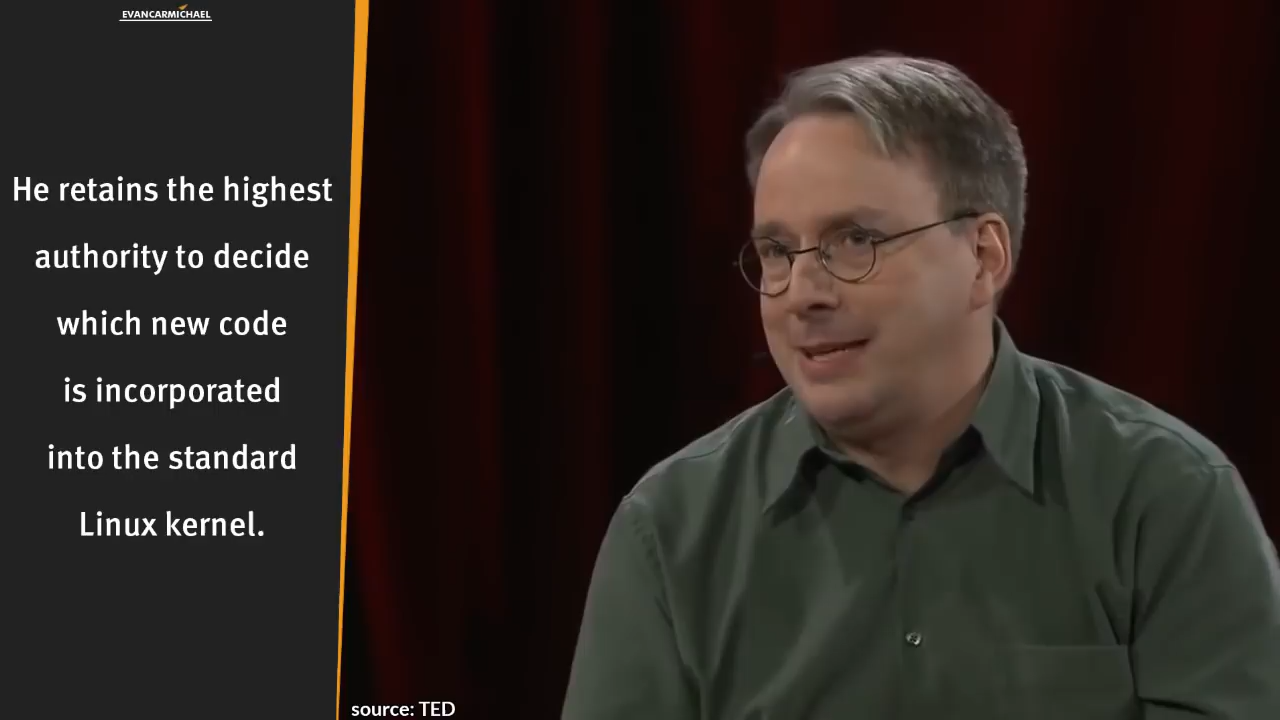 EVANCARMICHAEL
He retains the highest
authority to decide
which new code
is incorporated
into the standard
Linux kernel.
source: TED